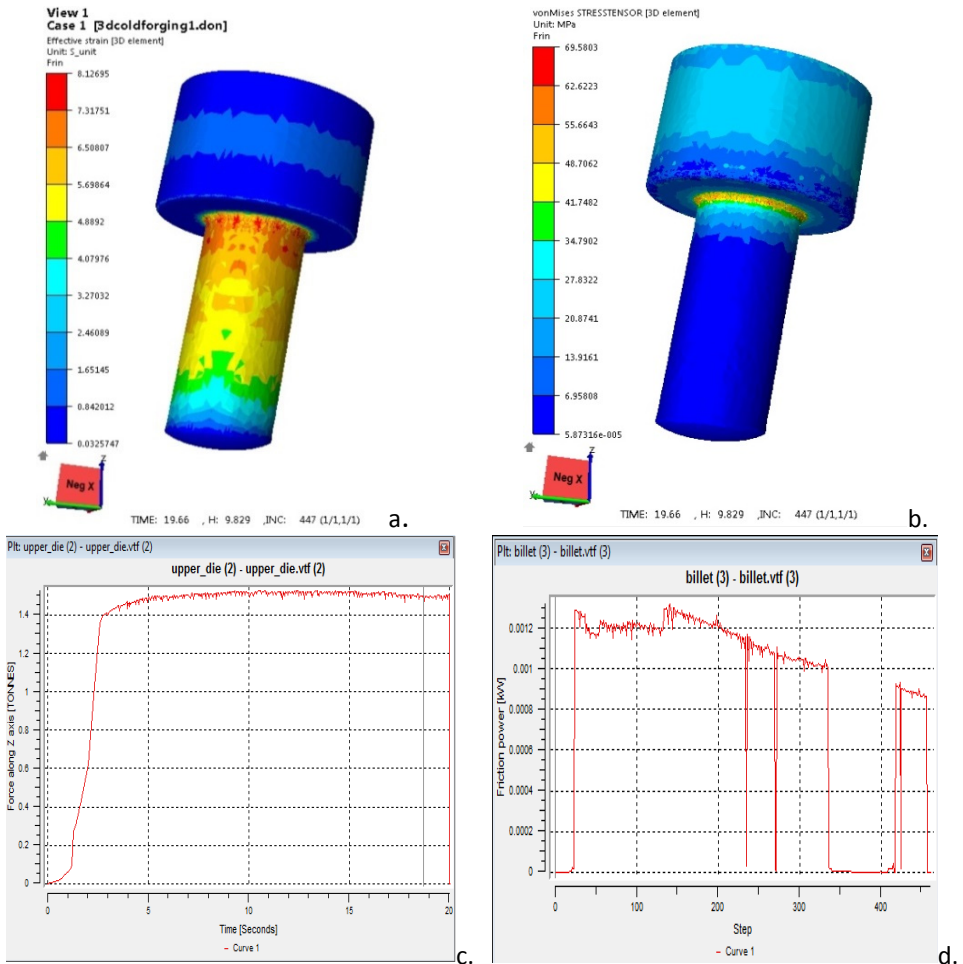 View 1
Case 1 [3dcoldforging1.don]
Effective strain [3D element]
Unit: S_unit
Frin
8.12695
7.31751
6.50807
5.69864
4.8892
4.07976
3.27032
2.46089
1.65145
0.842012
0.0325747
Neg X
Z
Y
TIME: 19.66 , H: 9.829 ,INC: 447 (1/1,1/1)
a.
vonMises STRESSTENSOR [3D element]
Unit: MPa
Frin
69.5803
62.6223
55.6643
48.7062
41.7482
34.7902
27.8322
20.8741
13.9161
6.95808
5.87316e-005
Neg X
Z
Y
TIME: 19.66 , H: 9.829 ,INC: 447 (1/1,1/1)
b.
Plt: upper_die (2) - upper_die.vtf (2)
upper_die (2) - upper_die.vtf (2)
Force along Z axis [TONNES]
1.4
1.2
1
0.8
0.6
0.4
0.2
0
0 5 10 15 20
Time [Seconds]
– Curve 1
c.
Plt: billet (3) - billet.vtf (3)
billet (3) - billet.vtf (3)
Friction power [kW]
0.0012
0.001
0.0008
0.0006
0.0004
0.0002
0
0 100 200 300 400
Step
– Curve 1
d.